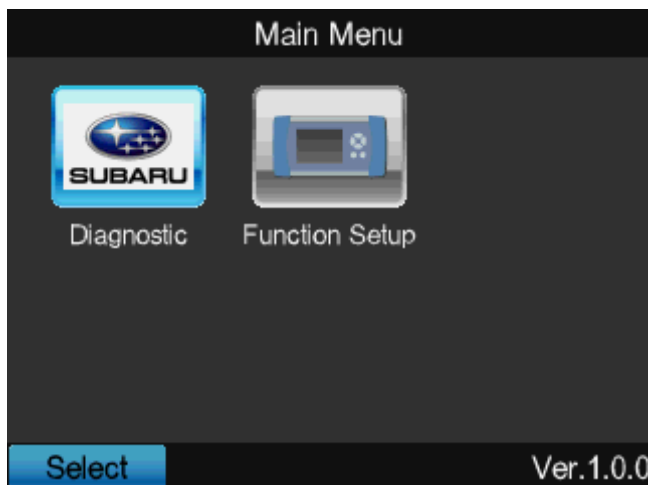 Main Menu
SUBARU
Diagnostic
Function Setup
Select
Ver.1.0.0